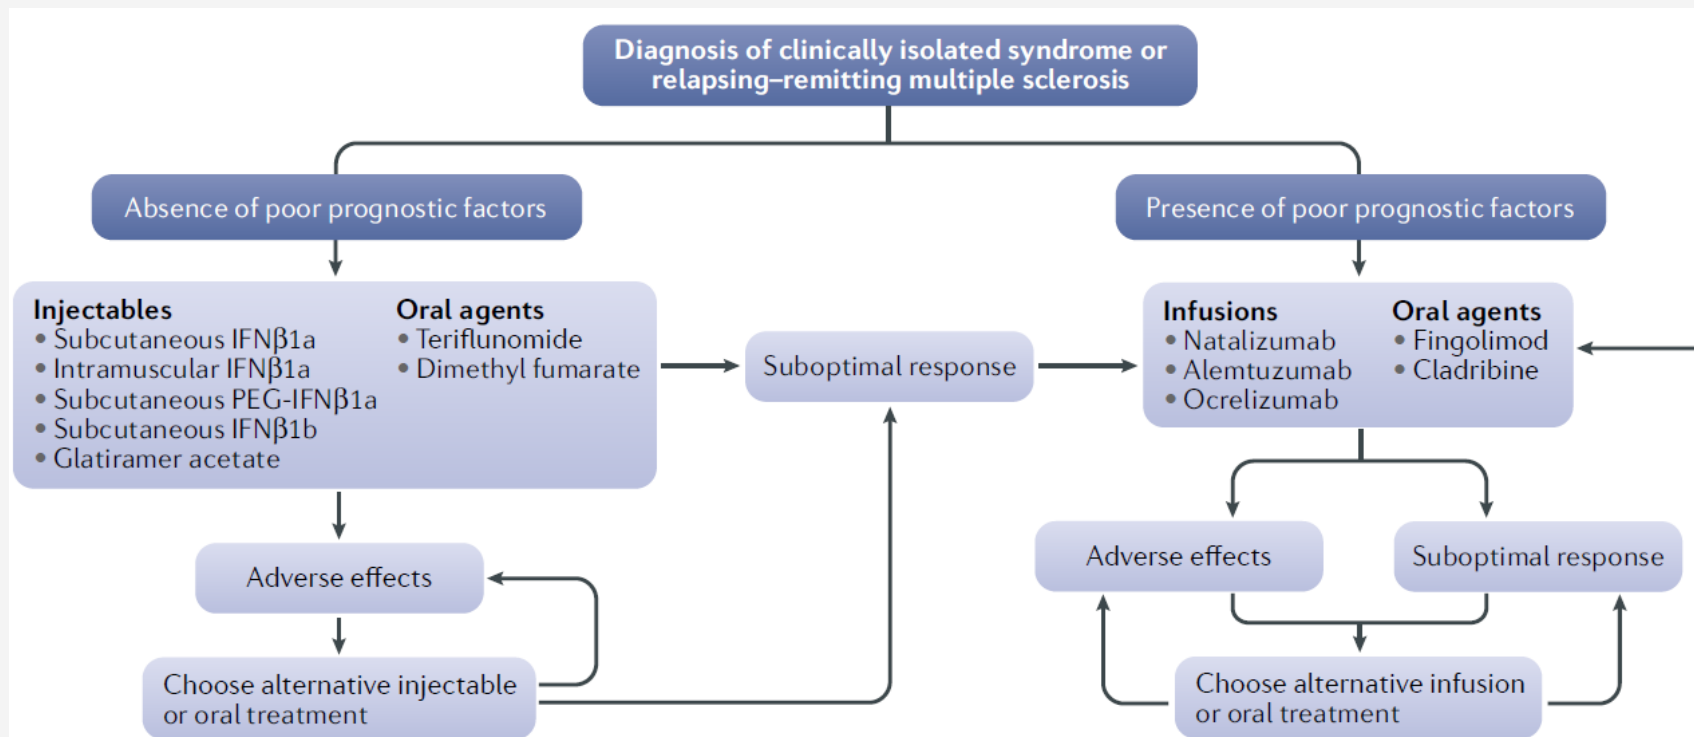 Diagnosis of clinically isolated syndrome or
relapsing–remitting multiple sclerosis
Absence of poor prognostic factors
Presence of poor prognostic factors
Injectables
• Subcutaneous IFNβ1a
• Intramuscular IFNβ1a
• Subcutaneous PEG-IFNβ1a
• Subcutaneous IFNβ1b
• Glatiramer acetate
Oral agents
• Teriflunomide
• Dimethyl fumarate
Suboptimal response
Infusions
• Natalizumab
• Alemtuzumab
• Ocrelizumab
Oral agents
• Fingolimod
• Cladribine
Adverse effects
Choose alternative injectable
or oral treatment
Adverse effects
Suboptimal response
Choose alternative infusion
or oral treatment